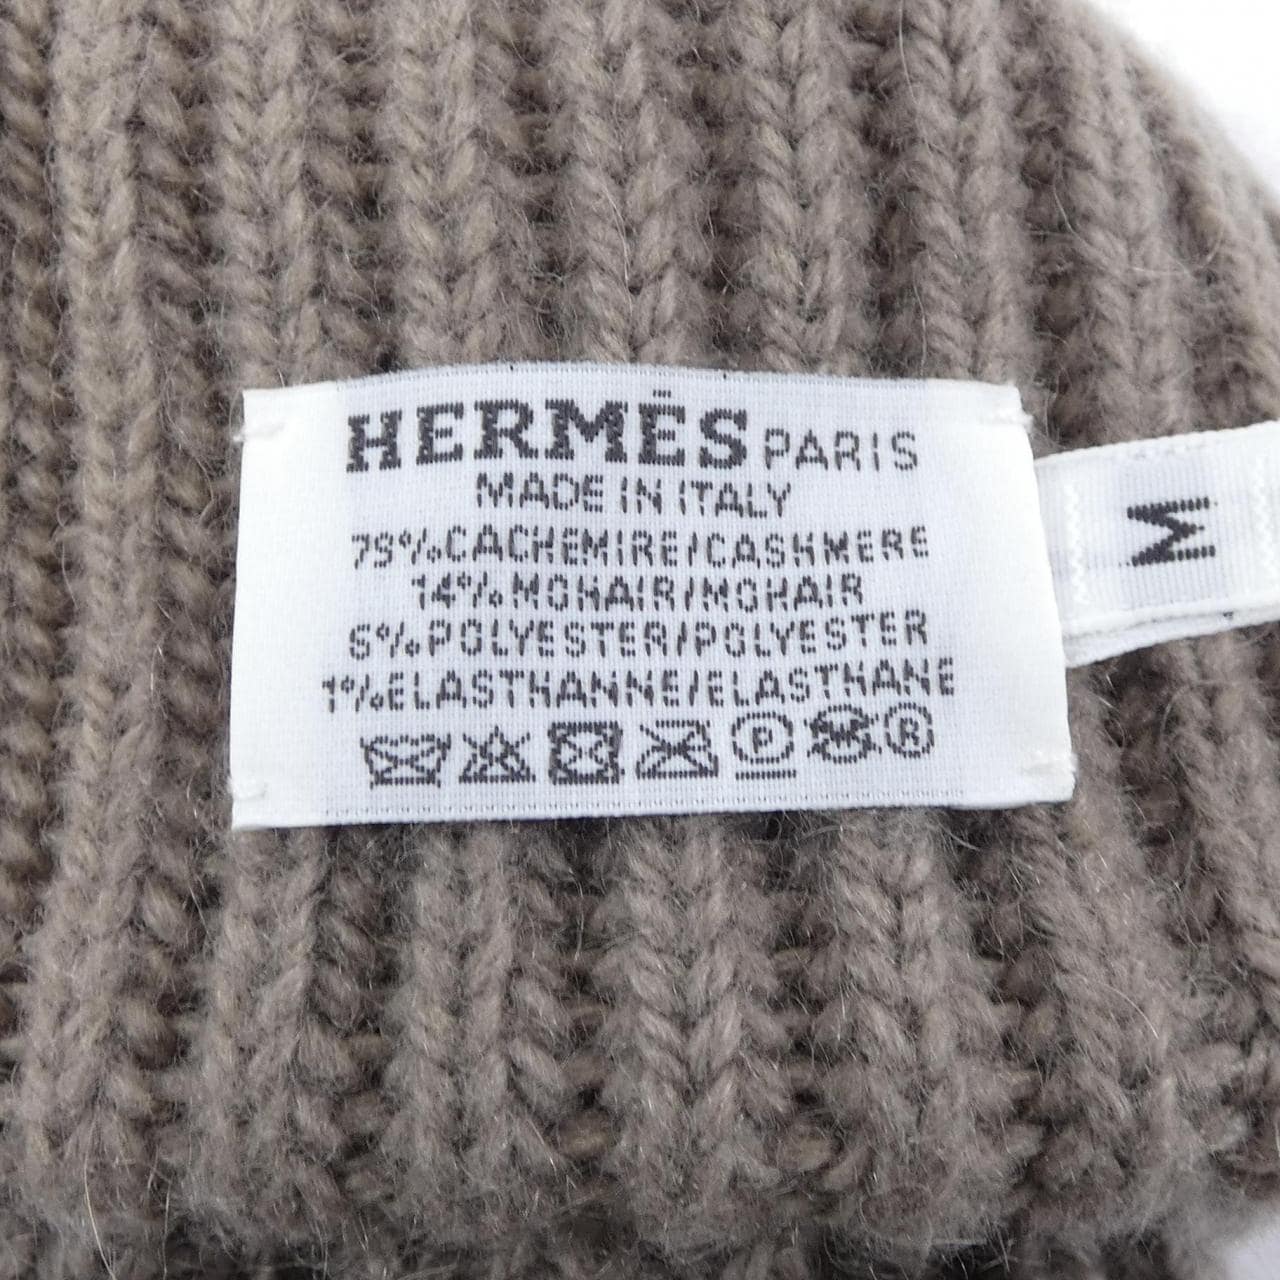 HERMÈS PARIS
MADE IN ITALY
79%CACHEMIRE/CASHMERE
14%MOHAIR/MOHAIR
6%POLYESTER/POLYESTER
1%ELASTHANNE/ELASTHANE
P R
M